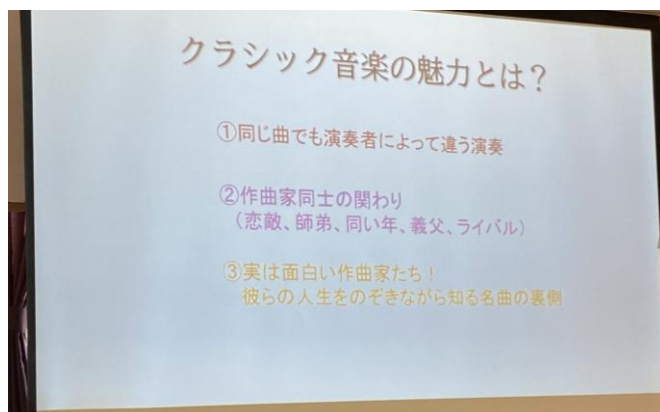 クラシック音楽の魅力とは？
①同じ曲でも演奏者によって違う演奏
②作曲家同士の関わり
（恋敵、師弟、同い年、義父、ライバル）
③実は面白い作曲家たち！
彼らの人生をのぞきながら知る名曲の裏側